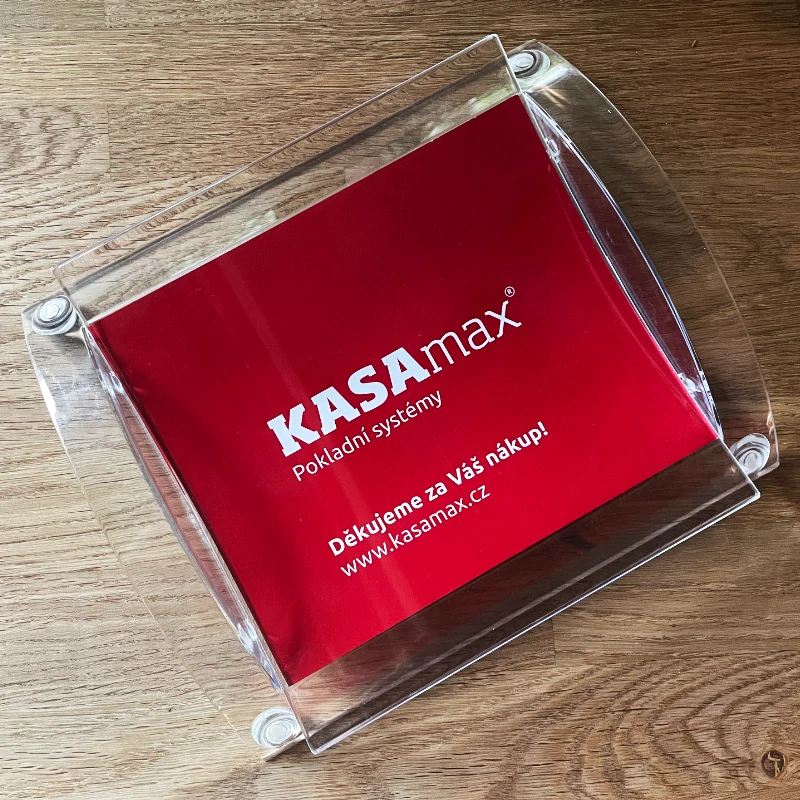 KASAmax®
Pokladní systémy
Děkujeme za Váš nákup!
www.kasamax.cz